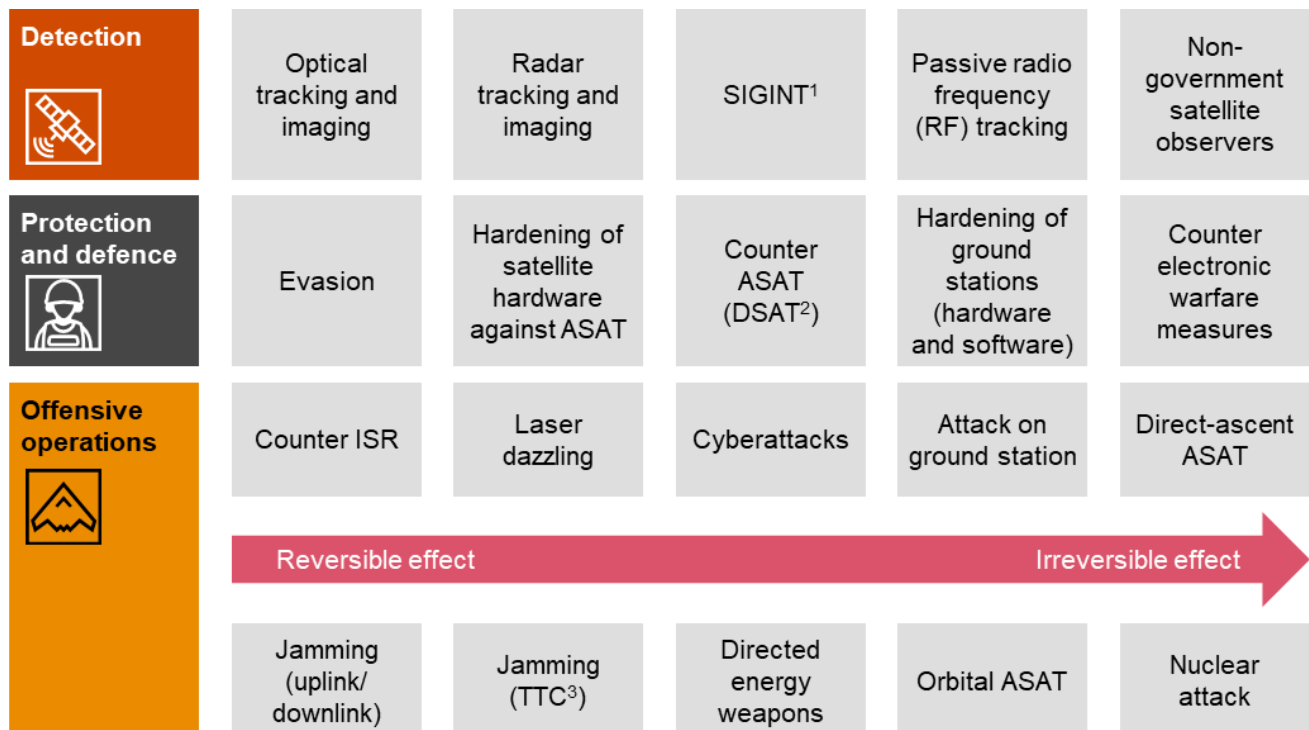 Detection
Optical
tracking and
imaging
Radar
tracking and
imaging
SIGINT¹
Passive radio
frequency
(RF) tracking
Non-
government
satellite
observers
Protection
and defence
Evasion
Hardening of
satellite
hardware
against ASAT
Counter
ASAT
(DSAT²)
Hardening of
ground
stations
(hardware
and software)
Counter
electronic
warfare
measures
Offensive
operations
Counter ISR
Laser
dazzling
Cyberattacks
Attack on
ground station
Direct-ascent
ASAT
Reversible effect
Irreversible effect
Jamming
(uplink/
downlink)
Jamming
(TTC³)
Directed
energy
weapons
Orbital ASAT
Nuclear
attack